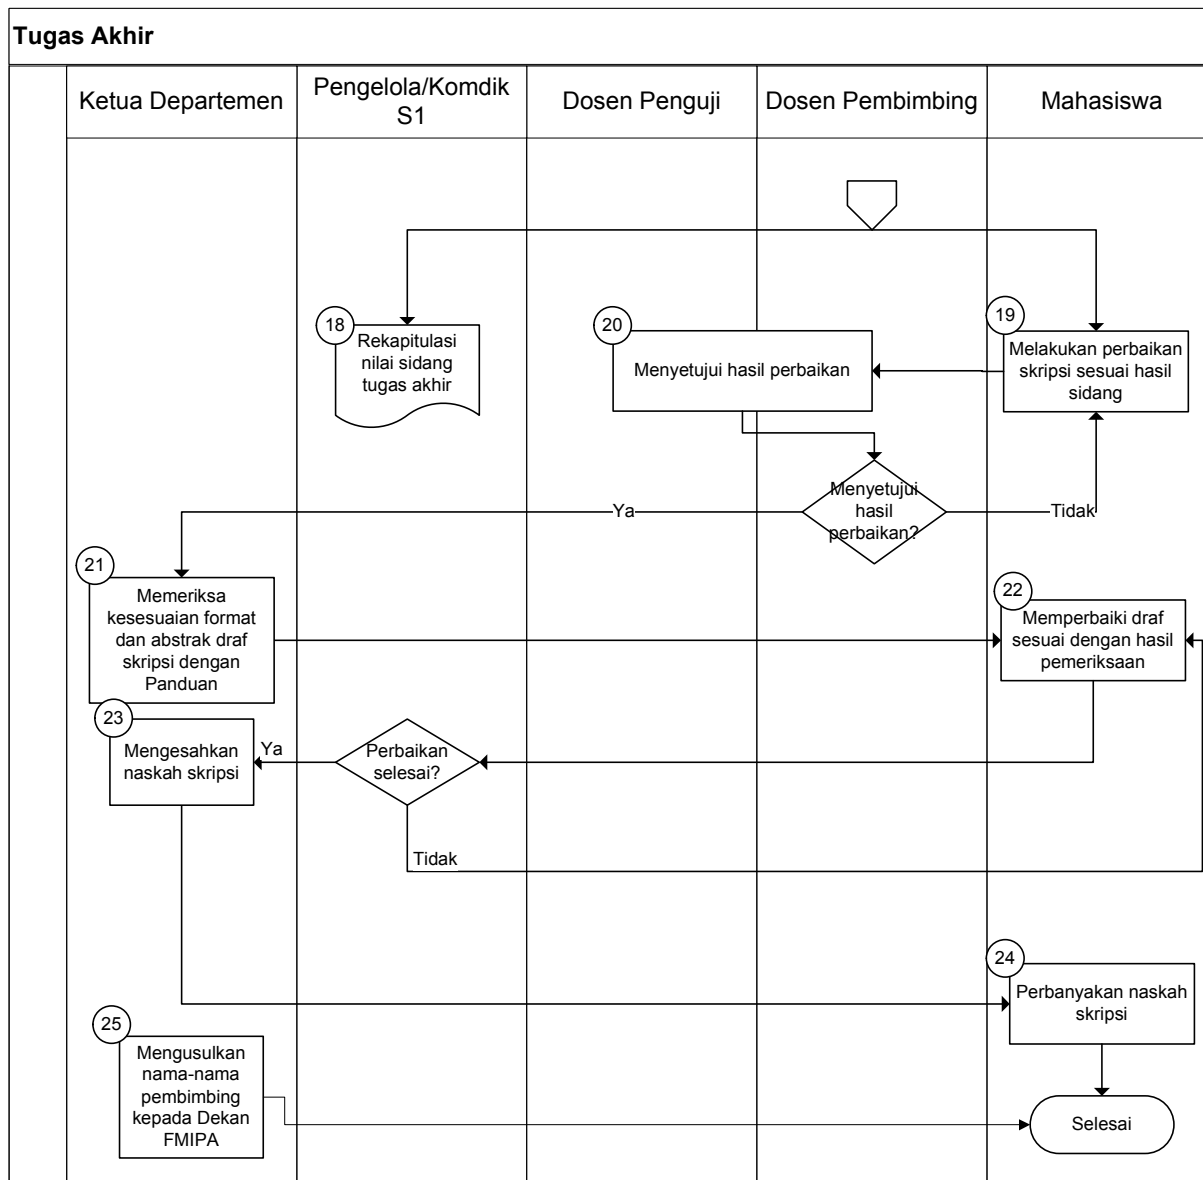 Tugas Akhir
Ketua Departemen
Pengelola/Komdik
S1
Dosen Penguji
Dosen Pembimbing
Mahasiswa
18
Rekapitulasi
nilai sidang
tugas akhir
20
Menyetujui hasil perbaikan
19
Melakukan perbaikan
skripsi sesuai hasil
sidang
Menyetujui
hasil
perbaikan?
Ya
Tidak
21
Memeriksa
kesesuaian format
dan abstrak draf
skripsi dengan
Panduan
22
Memperbaiki draf
sesuai dengan hasil
pemeriksaan
23
Mengesahkan
naskah skripsi
Ya
Perbaikan
selesai?
Tidak
24
Perbanyakan naskah
skripsi
25
Mengusulkan
nama-nama
pembimbing
kepada Dekan
FMIPA
Selesai